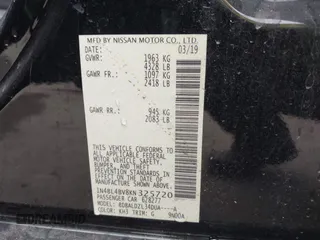 MFD BY NISSAN MOTOR CO., LTD.
DATE: 03/19
GVWR: 1963 KG
4328 LB
GAWR FR: 1097 KG
2418 LB
GAWR RR: 945 KG
2083 LB
THIS VEHICLE CONFORMS TO
ALL APPLICABLE FEDERAL
MOTOR VEHICLE SAFETY,
BUMPER, AND THEFT
PREVENTION STANDARDS IN
EFFECT ON THE DATE OF
MANUFACTURE SHOWN ABOVE.
PASSENGER CAR
MODEL:
COLOR: KH3 TRIM: G